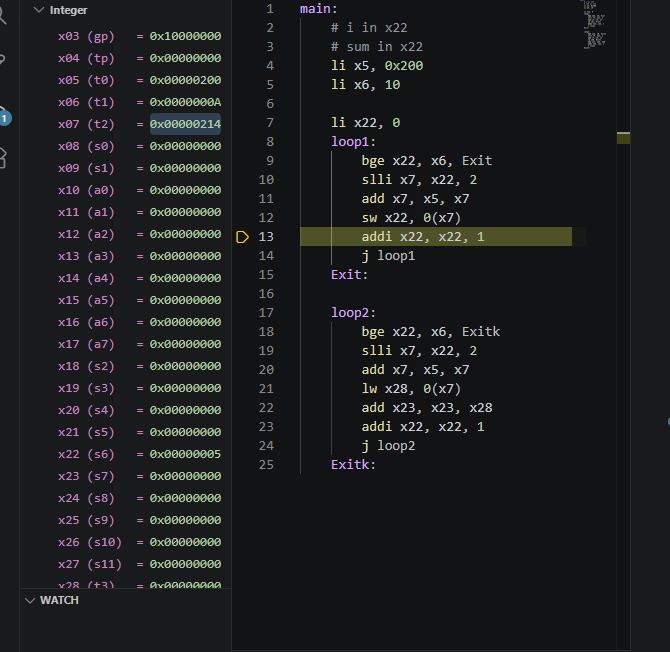 Integer
x03 (gp) = 0x10000000
x04 (tp) = 0x00000000
x05 (t0) = 0x00000200
x06 (t1) = 0x0000000A
x07 (t2) = 0x00000214
x08 (s0) = 0x00000000
x09 (s1) = 0x00000000
x10 (a0) = 0x00000000
x11 (a1) = 0x00000000
x12 (a2) = 0x00000000
x13 (a3) = 0x00000000
x14 (a4) = 0x00000000
x15 (a5) = 0x00000000
x16 (a6) = 0x00000000
x17 (a7) = 0x00000000
x18 (s2) = 0x00000000
x19 (s3) = 0x00000000
x20 (s4) = 0x00000000
x21 (s5) = 0x00000000
x22 (s6) = 0x00000005
x23 (s7) = 0x00000000
x24 (s8) = 0x00000000
x25 (s9) = 0x00000000
x26 (s10) = 0x00000000
x27 (s11) = 0x00000000
x28 (t3) = 0x00000000
WATCH
1
1 main:
2 # i in x22
3 # sum in x22
4 li x5, 0x200
5 li x6, 10
6
7 li x22, 0
8 loop1:
9 bge x22, x6, Exit
10 slli x7, x22, 2
11 add x7, x5, x7
12 sw x22, 0(x7)
13 addi x22, x22, 1
14 j loop1
15 Exit:
16
17 loop2:
18 bge x22, x6, Exitk
19 slli x7, x22, 2
20 add x7, x5, x7
21 lw x28, 0(x7)
22 add x23, x23, x28
23 addi x22, x22, 1
24 j loop2
25 Exitk: